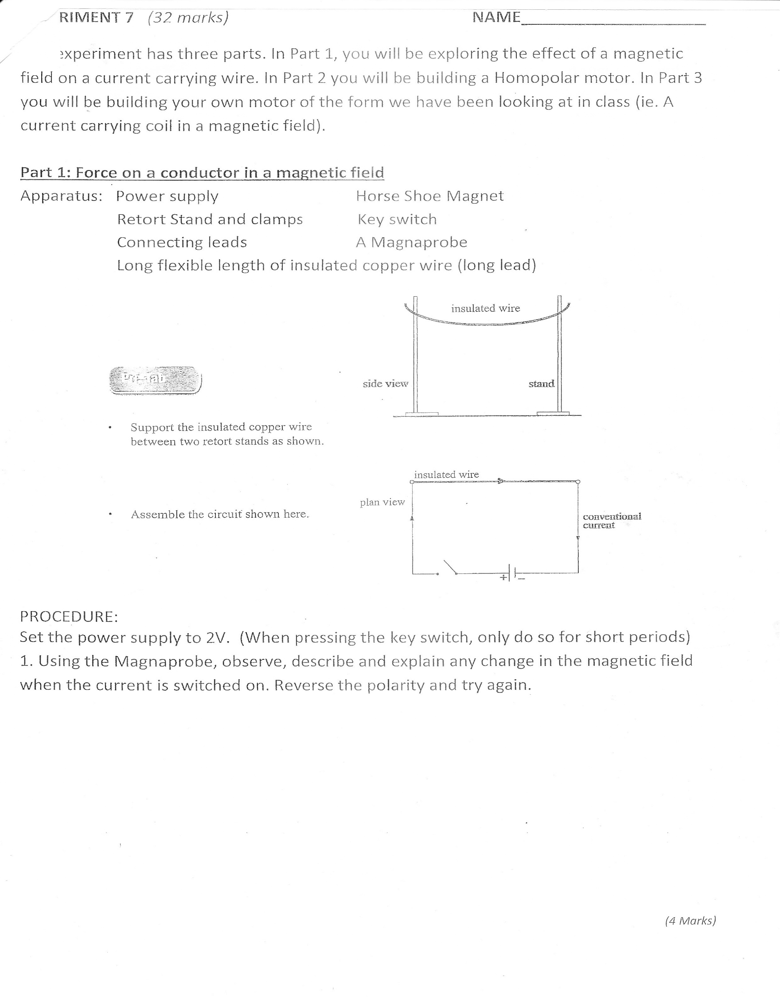 RIMENT 7 (32 marks) NAME
experiment has three parts. In Part 1, you will be exploring the effect of a magnetic
field on a current carrying wire. In Part 2 you will be building a Homopolar motor. In Part 3
you will be building your own motor of the form we have been looking at in class (ie. A
current carrying coil in a magnetic field).
Part 1: Force on a conductor in a magnetic field
Apparatus: Power supply Horse Shoe Magnet
Retort Stand and clamps Key switch
Connecting leads A Magnaprobe
Long flexible length of insulated copper wire (long lead)
insulated wire
Pre-lab
side view stand
• Support the insulated copper wire
between two retort stands as shown.
insulated wire
plan view
• Assemble the circuit shown here.
conventional
current
+ −
PROCEDURE:
Set the power supply to 2V. (When pressing the key switch, only do so for short periods)
1. Using the Magnaprobe, observe, describe and explain any change in the magnetic field
when the current is switched on. Reverse the polarity and try again.
(4 Marks)